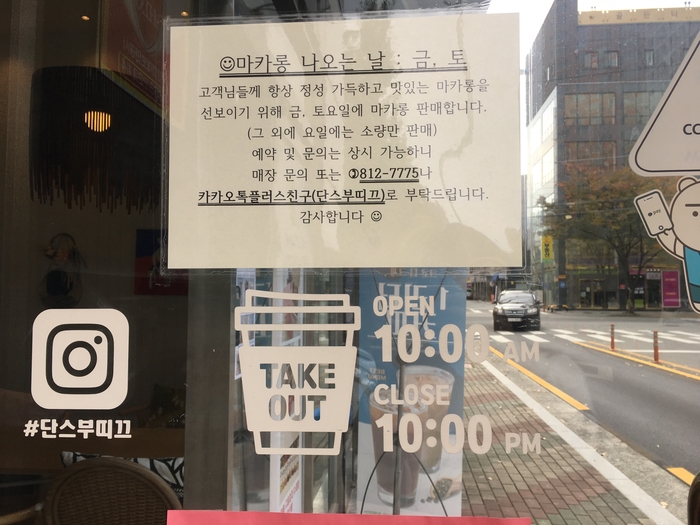 ☺마카롱 나오는 날 : 금, 토
고객님들께 항상 정성 가득하고 맛있는 마카롱을
선보이기 위해 금, 토요일에 마카롱 판매합니다.
(그 외에 요일에는 소량만 판매)
예약 및 문의는 상시 가능하니
매장 문의 또는 ☎812-7775나
카카오톡플러스친구(단스부띠끄)로 부탁드립니다.
감사합니다 ☺
#단스부띠끄
TAKE
OUT
OPEN
10:00 AM
CLOSE
10:00 PM
CO
pay